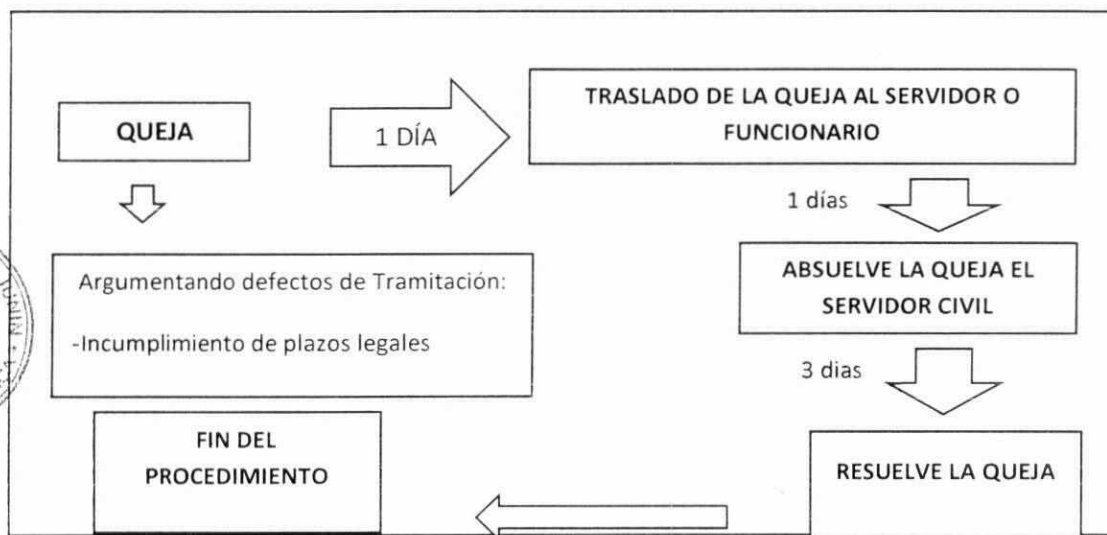 QUEJA
1 DÍA
TRASLADO DE LA QUEJA AL SERVIDOR O
FUNCIONARIO
1 días
Argumentando defectos de Tramitación:
-Incumplimiento de plazos legales
ABSUELVE LA QUEJA EL
SERVIDOR CIVIL
3 dias
RESUELVE LA QUEJA
FIN DEL
PROCEDIMIENTO
JUNIN